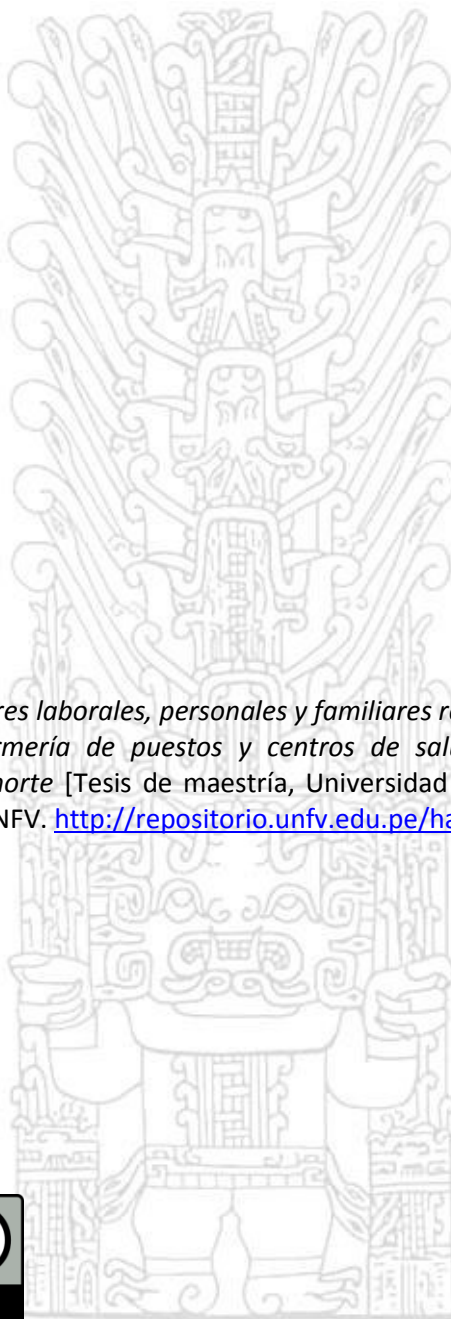 res laborales, personales y familiares r
rmería de puestos y centros de sal
norte [Tesis de maestría, Universidad
NFV. http://repositorio.unfv.edu.pe/ha